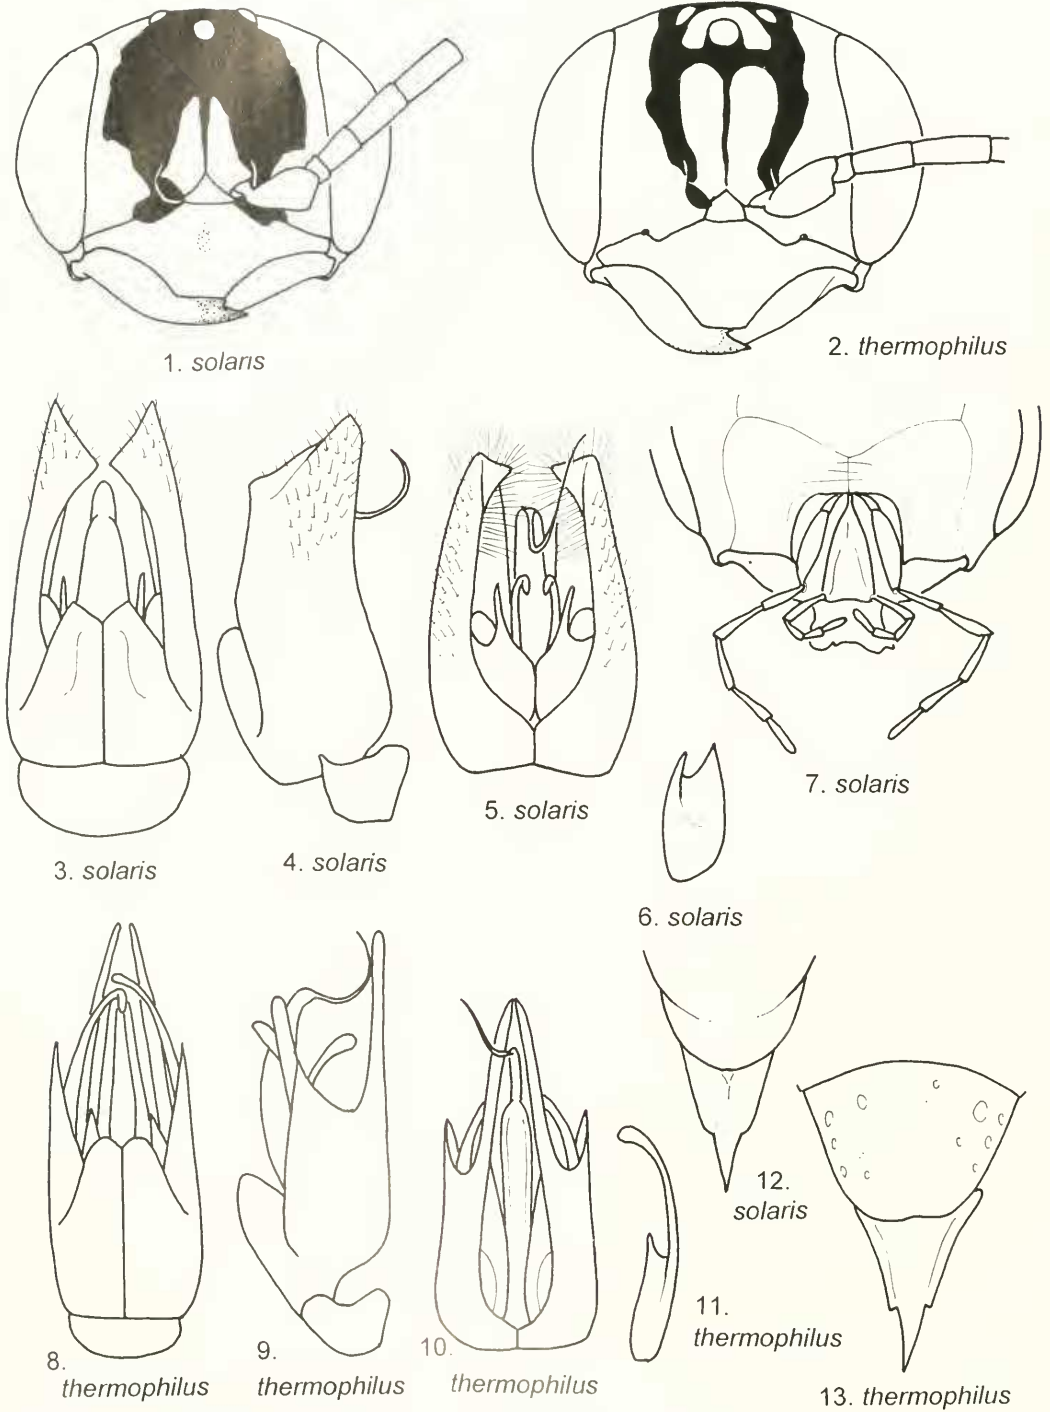 1. solaris
2. thermophilus
3. solaris
4. solaris
5. solaris
7. solaris
6. solaris
8.
thermophilus
9.
thermophilus
10.
thermophilus
11.
thermophilus
12.
solaris
13. thermophilus